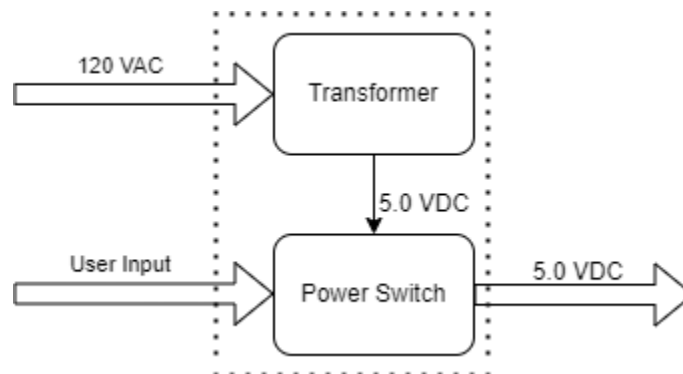 120 VAC
Transformer
5.0 VDC
User Input
Power Switch
5.0 VDC